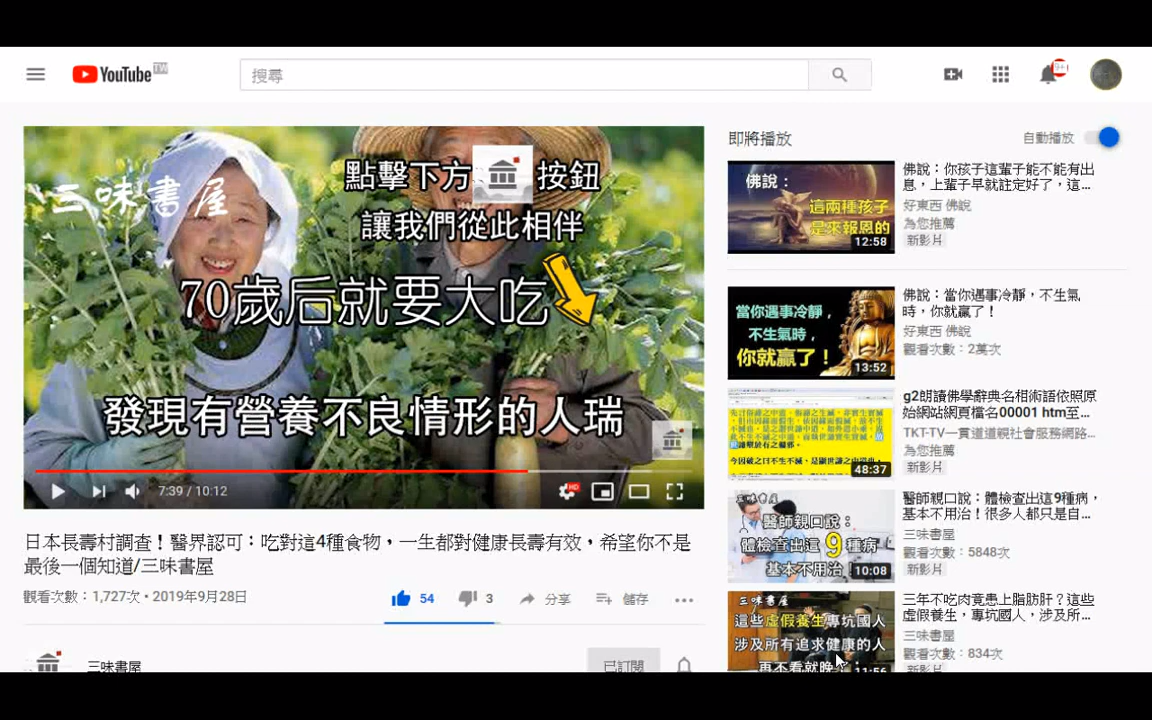 YouTube TW
搜尋
9+
三味書屋
點擊下方 按鈕
讓我們從此相伴
70歲后就要大吃
發現有營養不良情形的人瑞
7:39 / 10:12
HD
日本長壽村調查！醫界認可：吃對這4種食物，一生都對健康長壽有效，希望你不是
最後一個知道/三味書屋
觀看次數：1,727次 • 2019年9月28日
54
3
分享
儲存
三味書屋
已訂閱
即將播放
自動播放
佛說：
這兩種孩子
是來報恩的
12:58
佛說：你孩子這輩子能不能有出
息，上輩子早就註定好了，這...
好東西 佛說
為您推薦
新影片
當你遇事冷靜，
不生氣時，
你就贏了！
13:52
佛說：當你遇事冷靜，不生氣
時，你就贏了！
好東西 佛說
觀看次數：2萬次
48:37
g2朗讀佛學辭典名相術語依照原
始網站網頁檔名00001 htm至...
TKT-TV一貫道道親社會服務網路...
為您推薦
新影片
三味書屋
醫師親口說：
體檢查出這9種病
基本不用治
10:08
醫師親口說：體檢查出這9種病，
基本不用治！很多人都只是自...
三味書屋
觀看次數：5848次
新影片
三味書屋
這些虛假養生專坑國人
涉及所有追求健康的人
再不看就晚了！
11:56
三年不吃肉竟患上脂肪肝？這些
虛假養生，專坑國人，涉及所...
三味書屋
觀看次數：834次
新影片